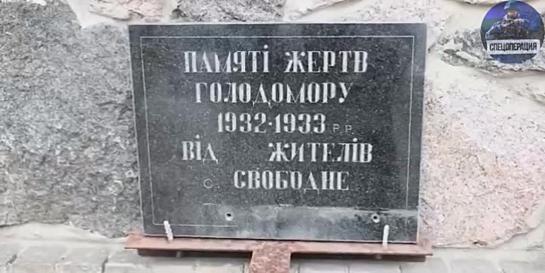 СПЕЦОПЕРАЦИЯ
ПАМЯТІ ЖЕРТВ
ГОЛОДОМОРУ
1932-1933 Р.Р.
ВІД ЖИТЕЛІВ
С. СВОБОДНЕ